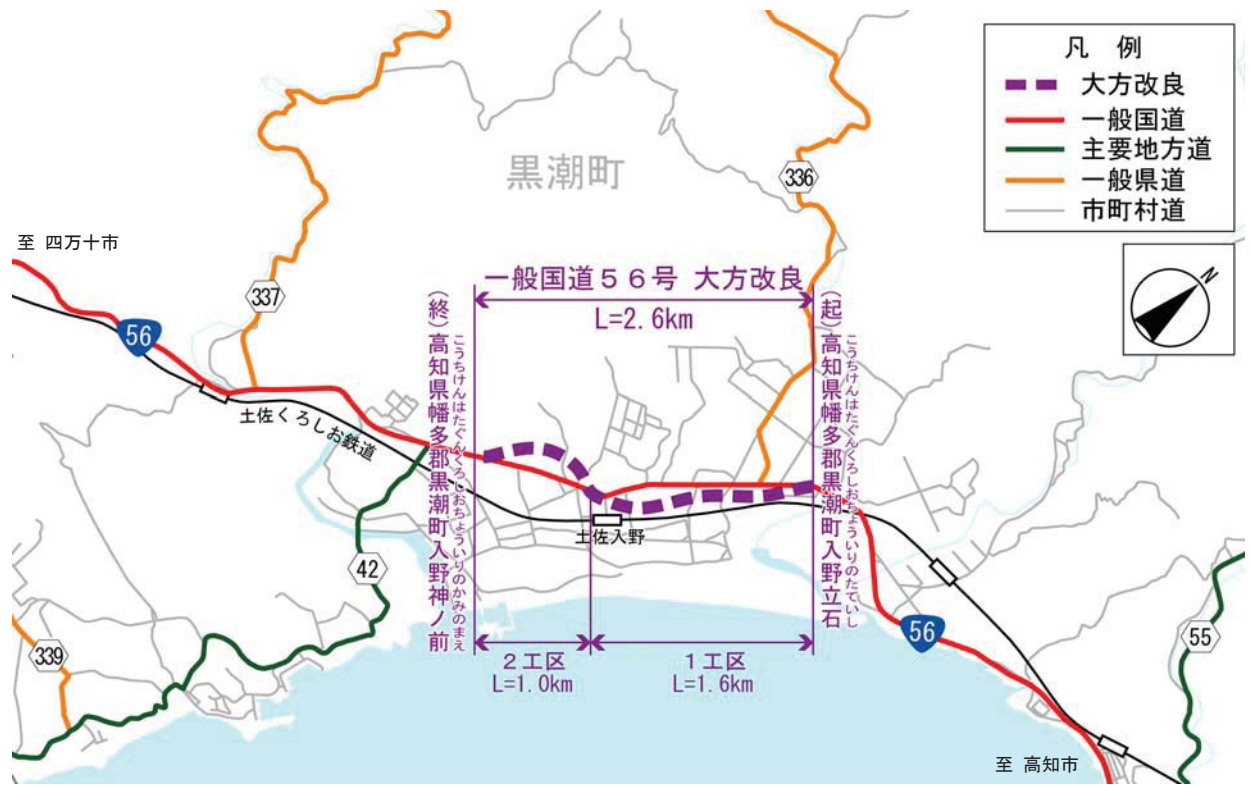 凡 例
大方改良
一般国道
主要地方道
一般県道
市町村道
N
黒潮町
336
至 四万十市
337
56
一般国道56号 大方改良
L=2.6km
(終)高知県幡多郡黒潮町入野神ノ前
こうちけんはたぐんくろしおちょういりのかみのまえ
(起)高知県幡多郡黒潮町入野立石
こうちけんはたぐんくろしおちょういりのたていし
土佐くろしお鉄道
土佐入野
42
339
56
55
2工区
L=1.0km
1工区
L=1.6km
至 高知市